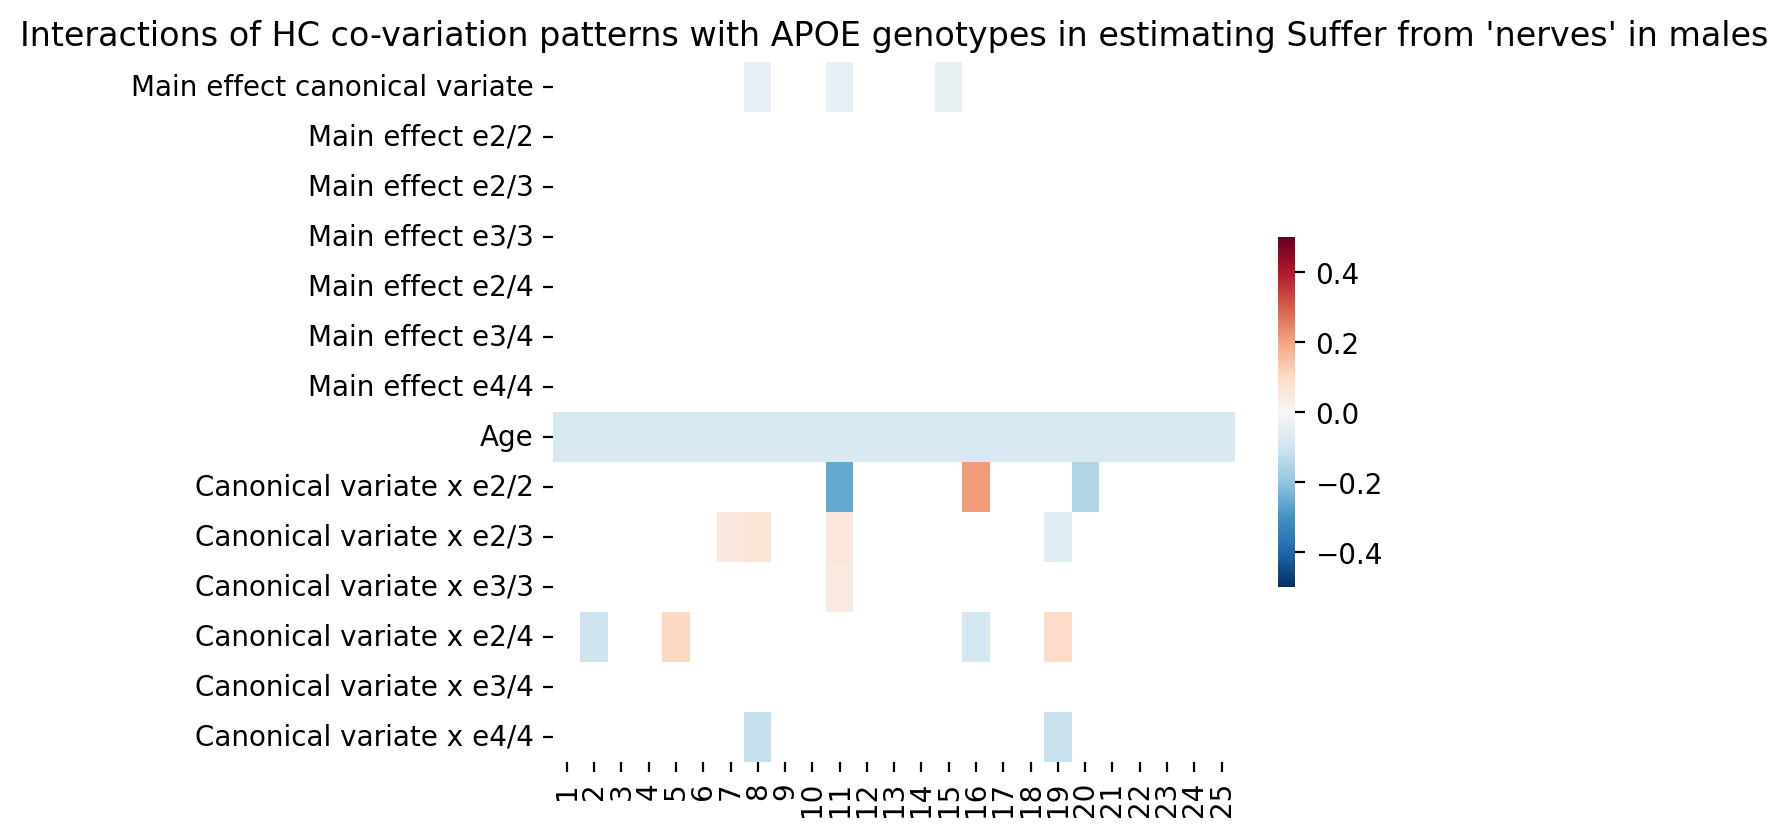 Interactions of HC co-variation patterns with APOE genotypes in estimating Suffer from 'nerves' in males
Main effect canonical variate
Main effect e2/2
Main effect e2/3
Main effect e3/3
Main effect e2/4
Main effect e3/4
Main effect e4/4
Age
Canonical variate x e2/2
Canonical variate x e2/3
Canonical variate x e3/3
Canonical variate x e2/4
Canonical variate x e3/4
Canonical variate x e4/4
1 2 3 4 5 6 7 8 9 10 11 12 13 14 15 16 17 18 19 20 21 22 23 24 25
0.4
0.2
0.0
−0.2
−0.4